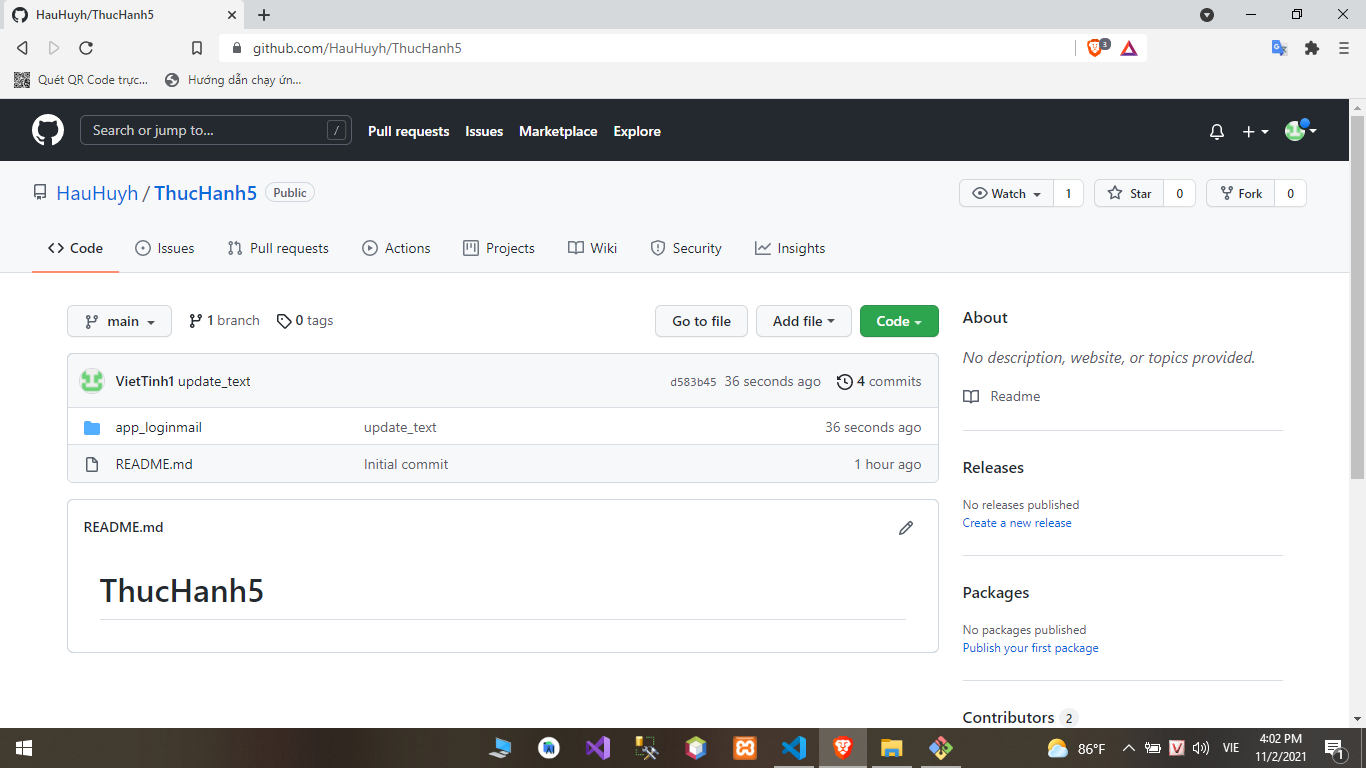 HauHuyh/ThucHanh5
github.com/HauHuyh/ThucHanh5
3
Quét QR Code trực...
Hướng dẫn chạy ứn...
Search or jump to...
/
Pull requests
Issues
Marketplace
Explore
HauHuyh / ThucHanh5
Public
Watch
1
Star
0
Fork
0
Code
Issues
Pull requests
Actions
Projects
Wiki
Security
Insights
main
1 branch
0 tags
Go to file
Add file
Code
VietTinh1 update_text
d583b45
36 seconds ago
4 commits
app_loginmail
update_text
36 seconds ago
README.md
Initial commit
1 hour ago
README.md
ThucHanh5
About
No description, website, or topics provided.
Readme
Releases
No releases published
Create a new release
Packages
No packages published
Publish your first package
Contributors 2
86°F
V
VIE
4:02 PM
11/2/2021
1